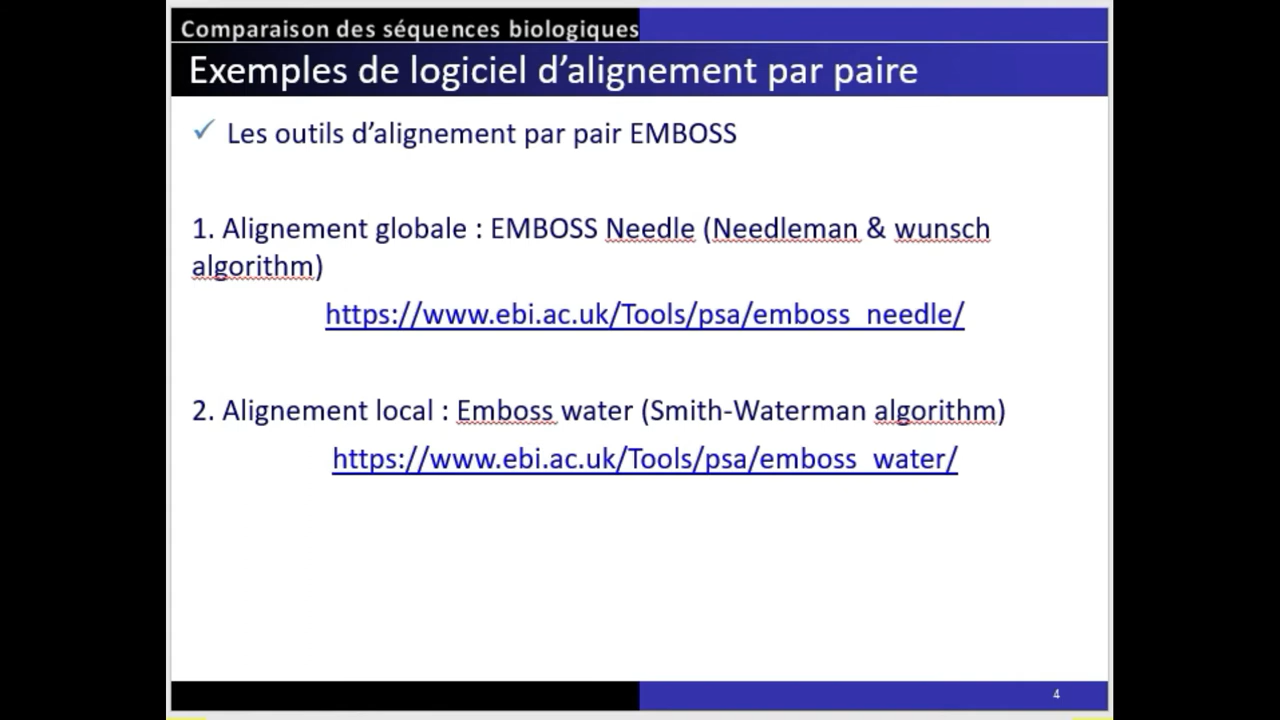 Comparaison des séquences biologiques
Exemples de logiciel d’alignement par paire
✓ Les outils d’alignement par pair EMBOSS
1. Alignement globale : EMBOSS Needle (Needleman & wunsch
algorithm)
https://www.ebi.ac.uk/Tools/psa/emboss_needle/
2. Alignement local : Emboss water (Smith-Waterman algorithm)
https://www.ebi.ac.uk/Tools/psa/emboss_water/
4